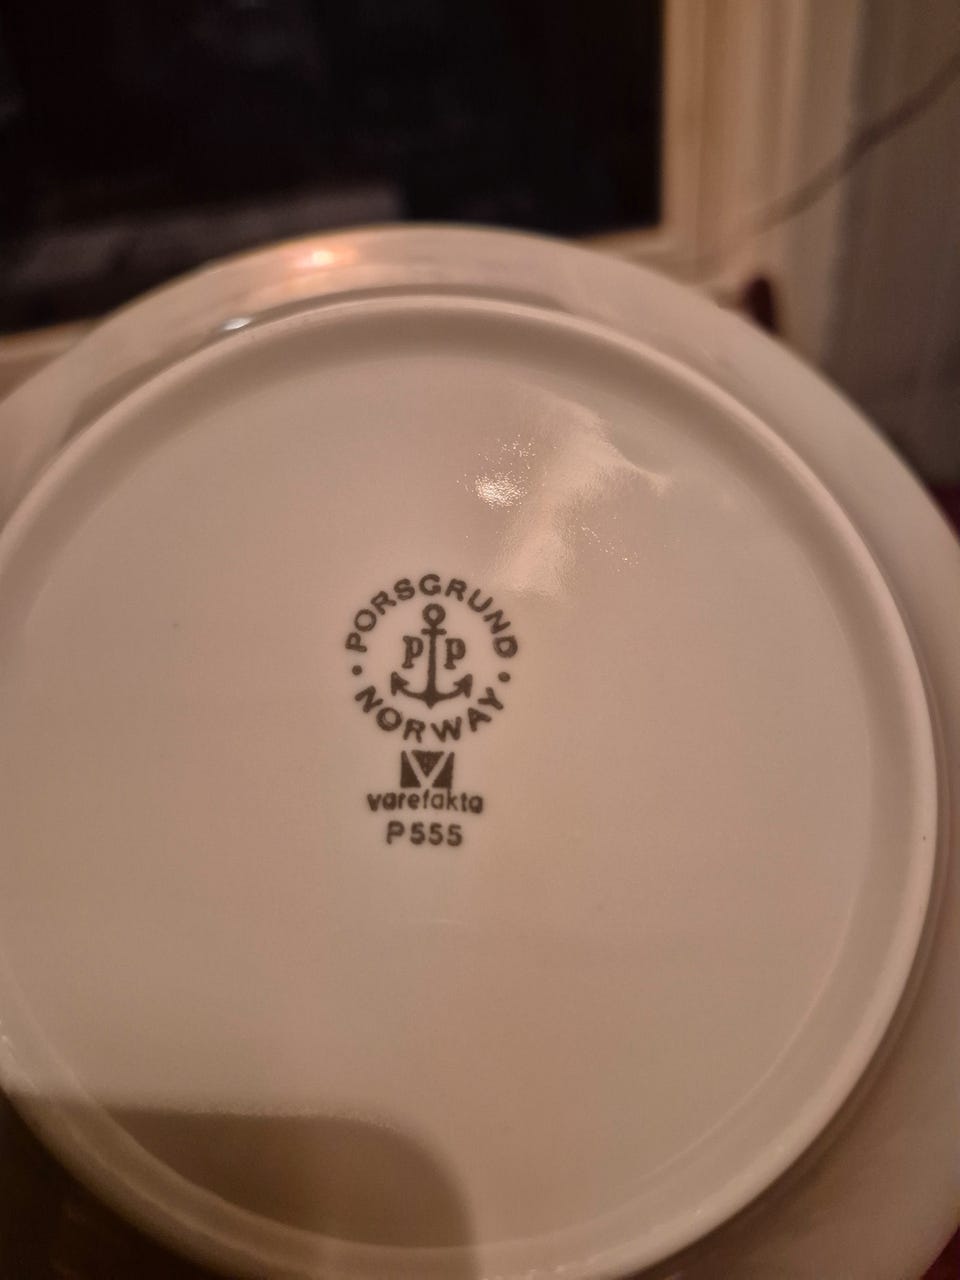 PORSGRUND
PP
NORWAY
varefakta
P555